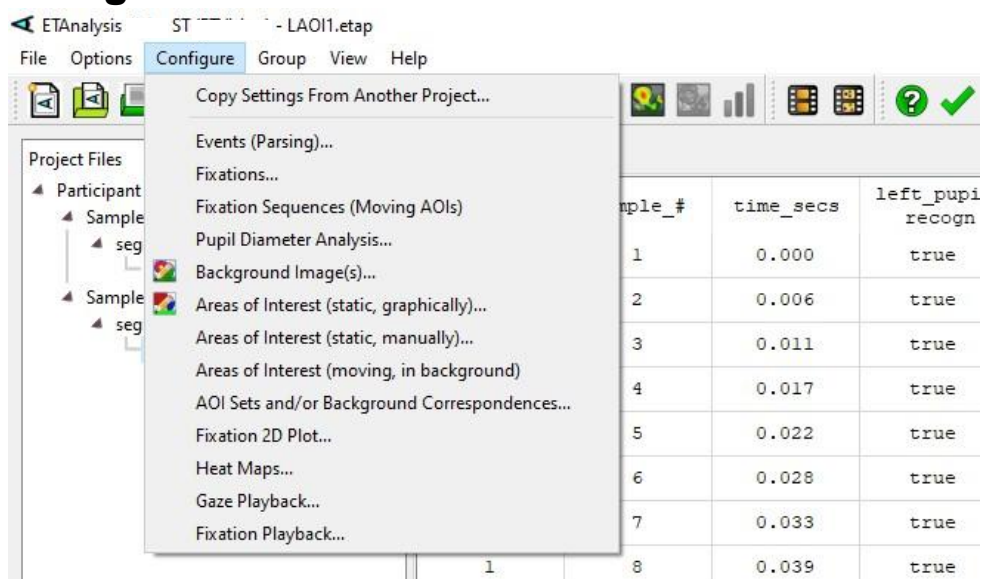 ETAnalysis ST - LAOI1.etap
File Options Configure Group View Help
Copy Settings From Another Project...
Events (Parsing)...
Fixations...
Fixation Sequences (Moving AOIs)
Pupil Diameter Analysis...
Background Image(s)...
Areas of Interest (static, graphically)...
Areas of Interest (static, manually)...
Areas of Interest (moving, in background)
AOI Sets and/or Background Correspondences...
Fixation 2D Plot...
Heat Maps...
Gaze Playback...
Fixation Playback...
Project Files
Participant
Sample
seg
Sample
seg
mple_# time_secs left_pupi
recogn
1 0.000 true
2 0.006 true
3 0.011 true
4 0.017 true
5 0.022 true
6 0.028 true
7 0.033 true
1 8 0.039 true